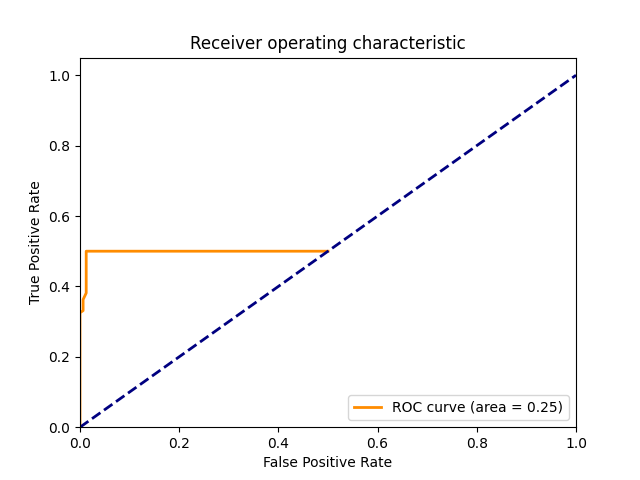 Receiver operating characteristic
True Positive Rate
1.0
0.8
0.6
0.4
0.2
0.0
ROC curve (area = 0.25)
0.0 0.2 0.4 0.6 0.8 1.0
False Positive Rate